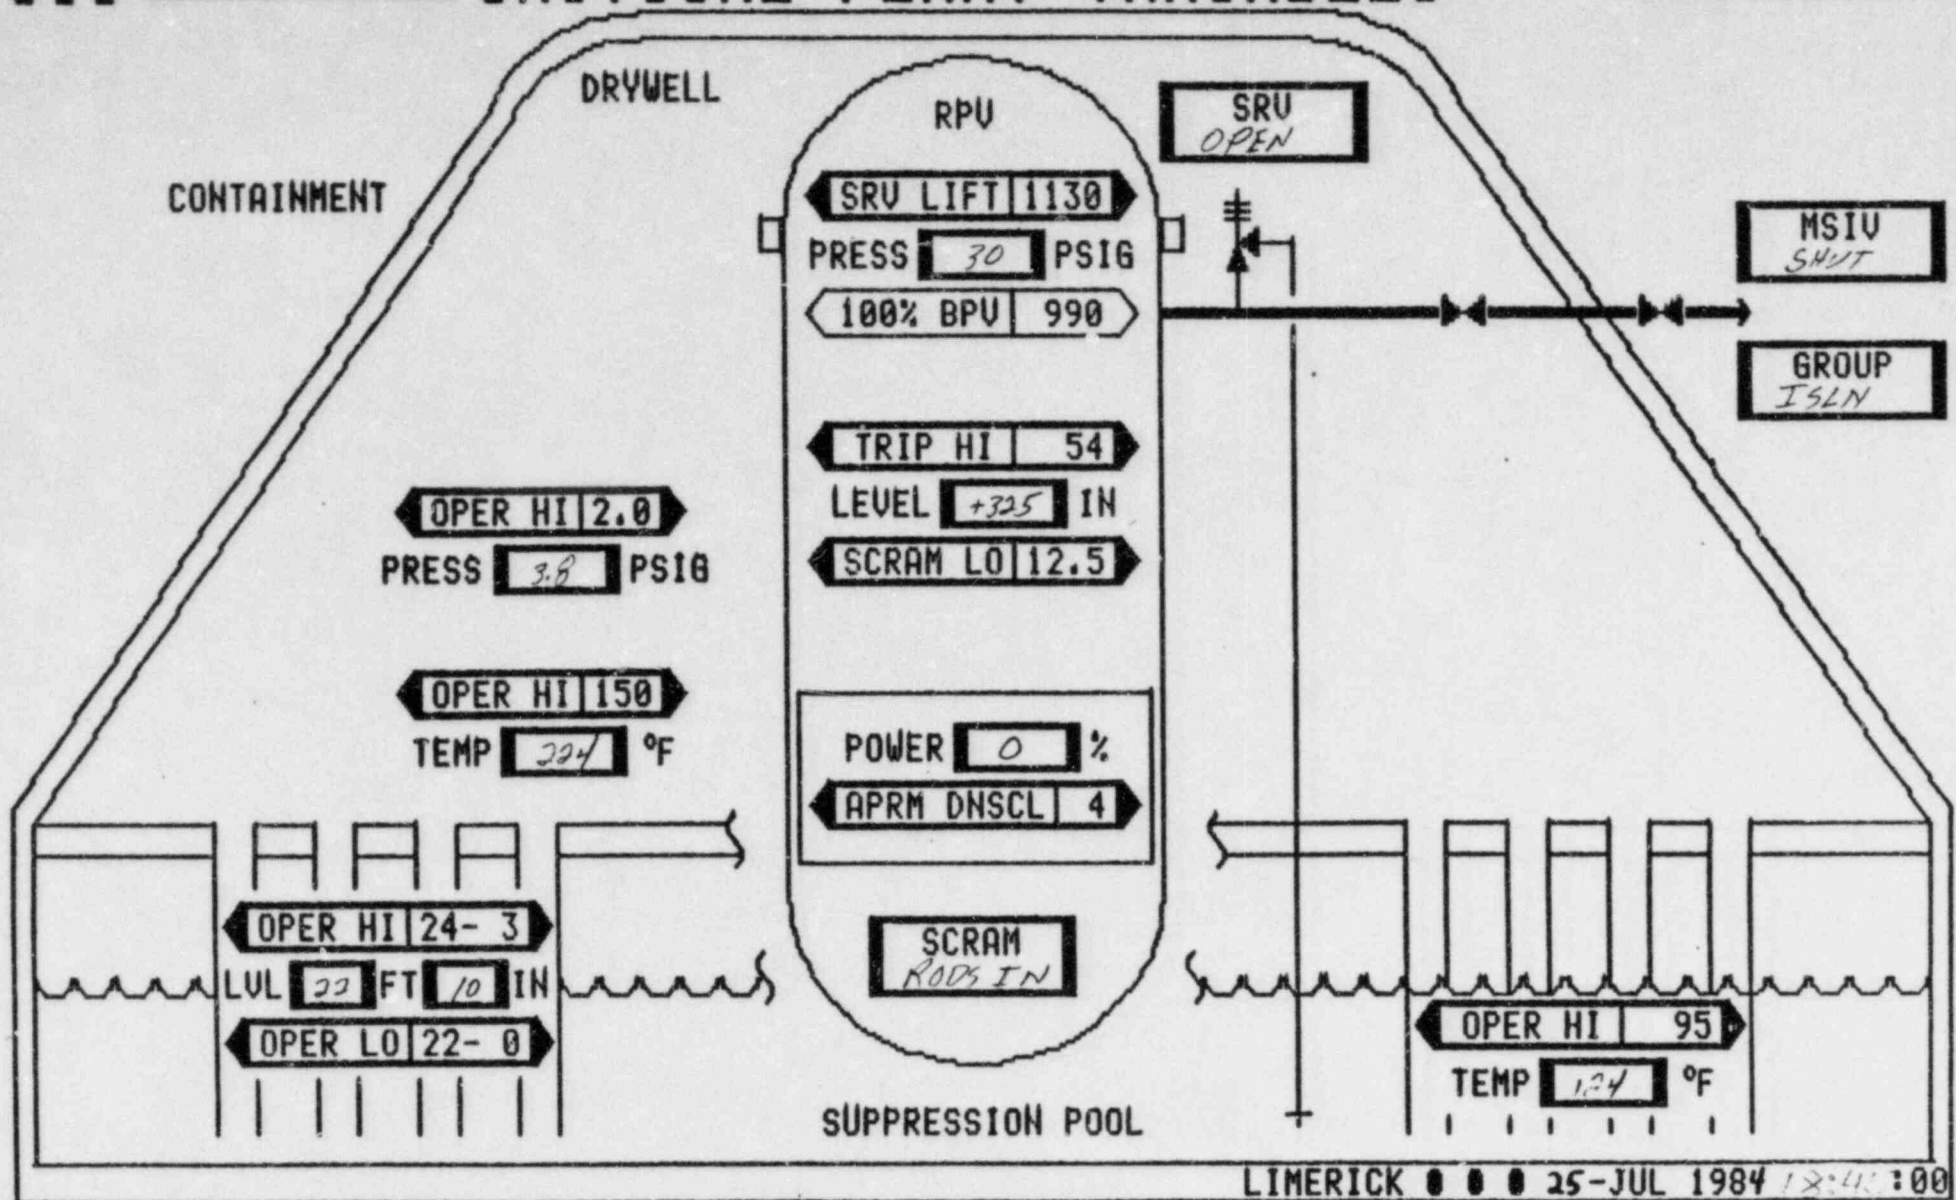 DRYWELL
RPV
SRV
OPEN
CONTAINMENT
SRV LIFT 1130
PRESS 30 PSIG
100% BPV 990
MSIV
SHUT
GROUP
ISLN
TRIP HI 54
LEVEL +325 IN
SCRAM LO 12.5
OPER HI 2.0
PRESS 3.8 PSIG
OPER HI 150
TEMP 224 °F
POWER 0 %
APRM DNSCL 4
OPER HI 24- 3
LVL 22 FT 10 IN
OPER LO 22- 0
SCRAM
RODS IN
OPER HI 95
TEMP 124 °F
SUPPRESSION POOL
LIMERICK 0 0 0 25-JUL 1984 :00